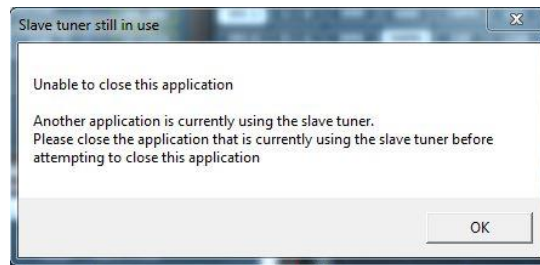 Slave tuner still in use
Unable to close this application
Another application is currently using the slave tuner.
Please close the application that is currently using the slave tuner before
attempting to close this application
OK